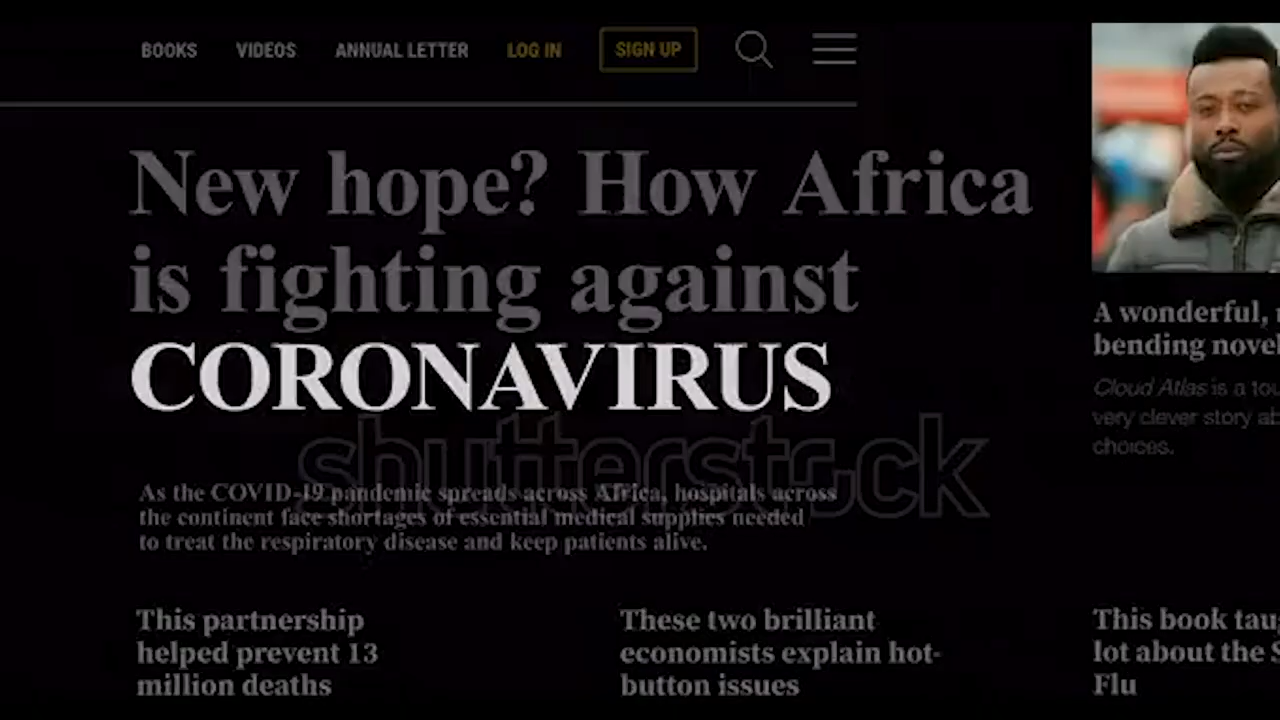 BOOKS VIDEOS ANNUAL LETTER LOG IN SIGN UP
New hope? How Africa
is fighting against
CORONAVIRUS
shutterstock
As the COVID-19 pandemic spreads across Africa, hospitals across
the continent face shortages of essential medical supplies needed
to treat the respiratory disease and keep patients alive.
This partnership
helped prevent 13
million deaths
These two brilliant
economists explain hot-
button issues
A wonderful,
bending
Cloud Atlas is a
very clever story
choices.
This book
lot about the
Flu